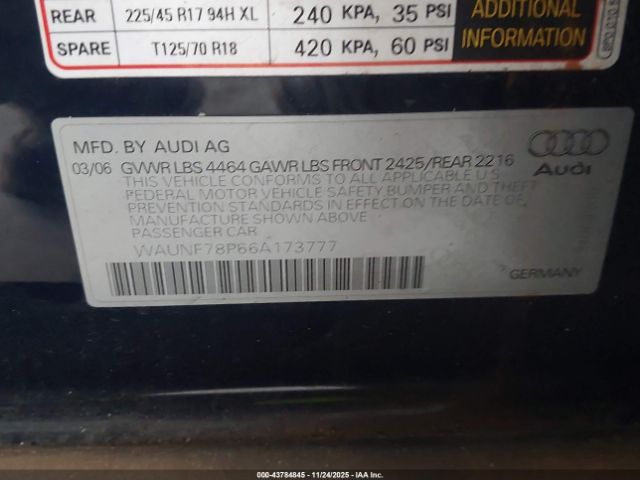 REAR 225/45 R17 94H XL 240 KPA, 35 PSI
SPARE T125/70 R18 420 KPA, 60 PSI
ADDITIONAL
INFORMATION
MFD. BY AUDI AG
03/06 GVWR LBS 4464 GAWR LBS FRONT 2425/REAR 2216
THIS VEHICLE CONFORMS TO ALL APPLICABLE U.S.
FEDERAL MOTOR VEHICLE SAFETY BUMPER AND THEFT
PREVENTION STANDARDS IN EFFECT ON THE DATE OF
MANUFACTURE SHOWN ABOVE
PASSENGER CAR
WAUNF78P66A173777
Audi
GERMANY
000-43784845 - 11/24/2025 - IAA Inc.